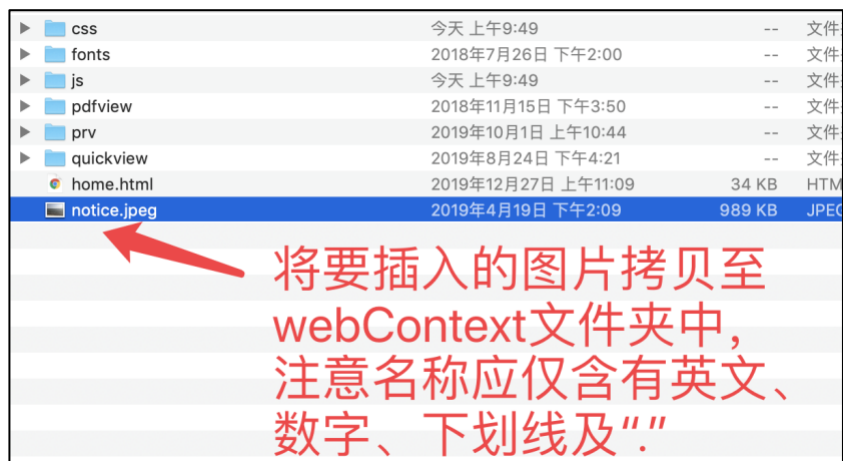 css 今天 上午9:49 -- 文件
fonts 2018年7月26日 下午2:00 -- 文件
js 今天 上午9:49 -- 文件
pdfview 2018年11月15日 下午3:50 -- 文件
prv 2019年10月1日 上午10:44 -- 文件
quickview 2019年8月24日 下午4:21 -- 文件
home.html 2019年12月27日 上午11:09 34 KB HTM
notice.jpeg 2019年4月19日 下午2:09 989 KB JPEG
将要插入的图片拷贝至
webContext文件夹中，
注意名称应仅含有英文、
数字、下划线及“.”